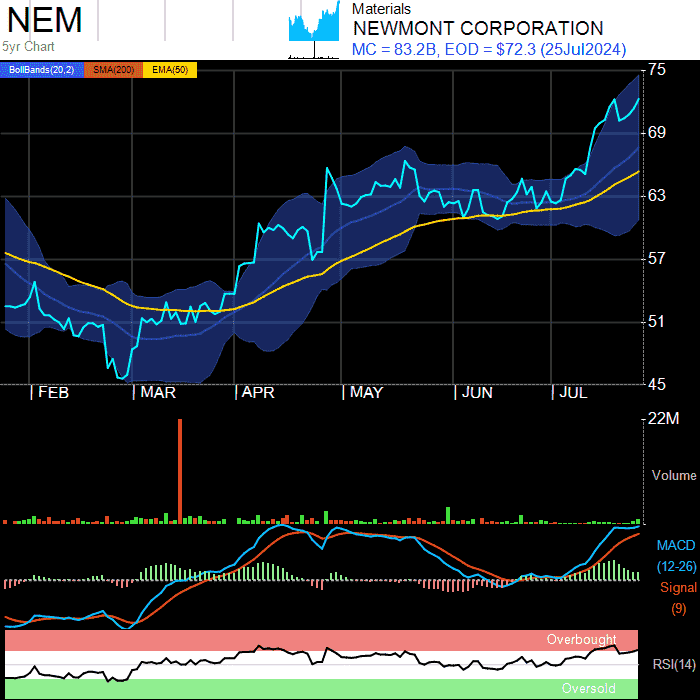 NEM
5yr Chart
Materials
NEWMONT CORPORATION
MC = 83.2B, EOD = $72.3 (25Jul2024)
BollBands(20,2) SMA(200) EMA(50)
75
69
63
57
51
45
FEB MAR APR MAY JUN JUL
22M
Volume
MACD
(12-26)
Signal
(9)
Overbought
RSI(14)
Oversold